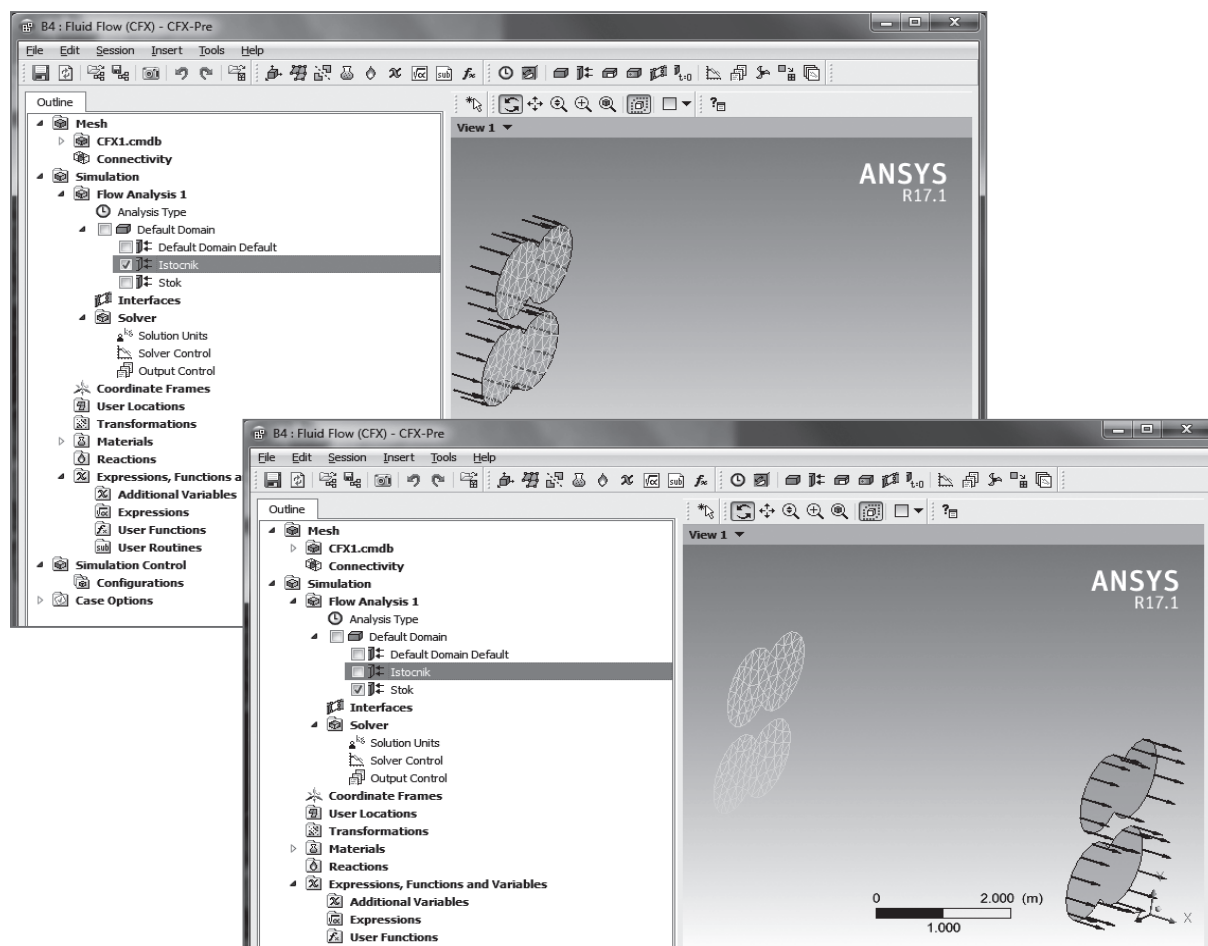 B4 : Fluid Flow (CFX) - CFX-Pre
File Edit Session Insert Tools Help
Outline
Mesh
CFX1.cmdb
Connectivity
Simulation
Flow Analysis 1
Analysis Type
Default Domain
Default Domain Default
Istocnik
Stok
Interfaces
Solver
Solution Units
Solver Control
Output Control
Coordinate Frames
User Locations
Transformations
Materials
Reactions
Expressions, Functions a
Additional Variables
Expressions
User Functions
User Routines
Simulation Control
Configurations
Case Options
View 1
ANSYS
R17.1
B4 : Fluid Flow (CFX) - CFX-Pre
File Edit Session Insert Tools Help
Outline
Mesh
CFX1.cmdb
Connectivity
Simulation
Flow Analysis 1
Analysis Type
Default Domain
Default Domain Default
Istocnik
Stok
Interfaces
Solver
Solution Units
Solver Control
Output Control
Coordinate Frames
User Locations
Transformations
Materials
Reactions
Expressions, Functions and Variables
Additional Variables
Expressions
User Functions
View 1
ANSYS
R17.1
0 2.000 (m)
1.000
X